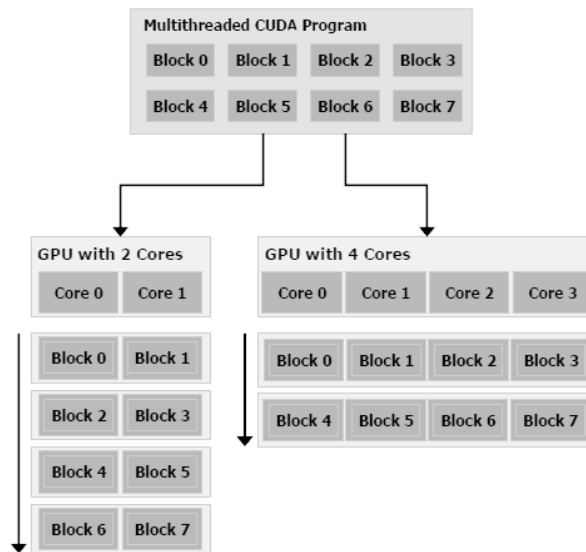 Multithreaded CUDA Program
Block 0 Block 1 Block 2 Block 3
Block 4 Block 5 Block 6 Block 7
GPU with 2 Cores
Core 0 Core 1
Block 0 Block 1
Block 2 Block 3
Block 4 Block 5
Block 6 Block 7
GPU with 4 Cores
Core 0 Core 1 Core 2 Core 3
Block 0 Block 1 Block 2 Block 3
Block 4 Block 5 Block 6 Block 7